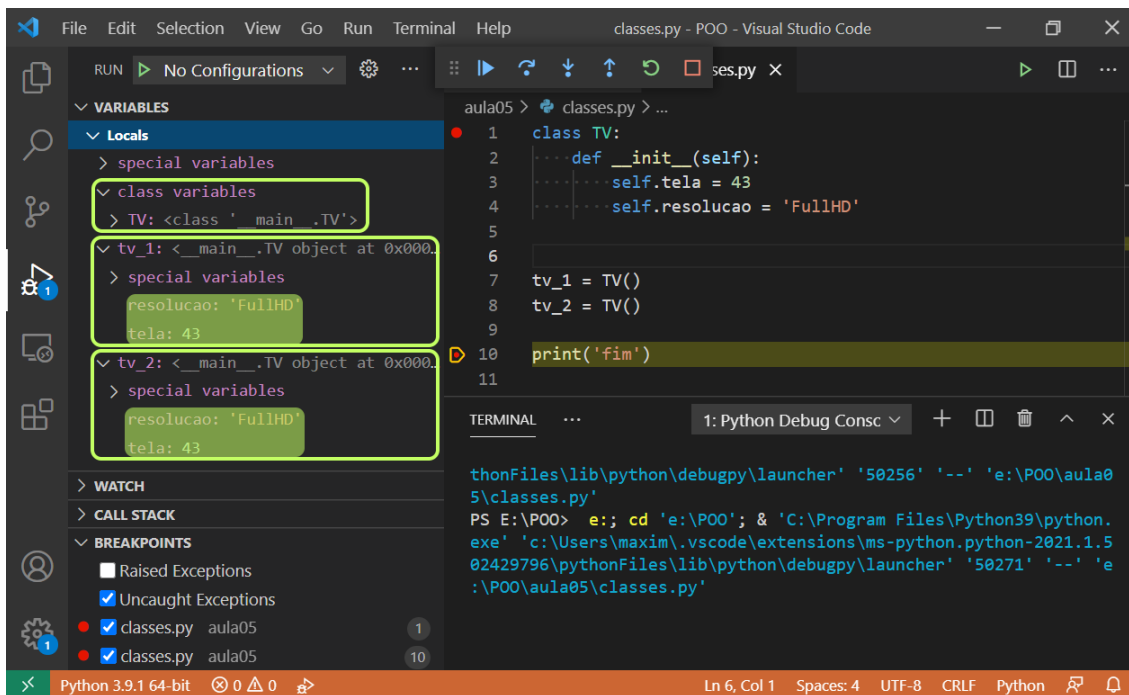 File Edit Selection View Go Run Terminal Help classes.py - POO - Visual Studio Code
RUN No Configurations ...
ses.py
VARIABLES
Locals
special variables
class variables
TV: <class '__main__.TV'>
tv_1: <__main__.TV object at 0x000…
special variables
resolucao: 'FullHD'
tela: 43
tv_2: <__main__.TV object at 0x000…
special variables
resolucao: 'FullHD'
tela: 43
WATCH
CALL STACK
BREAKPOINTS
Raised Exceptions
Uncaught Exceptions
classes.py aula05 1
classes.py aula05 10
1
1
aula05 > classes.py > ...
1 class TV:
2 ····def __init__(self):
3 ········self.tela = 43
4 ········self.resolucao = 'FullHD'
5
6
7 tv_1 = TV()
8 tv_2 = TV()
9
10 print('fim')
11
TERMINAL ... 1: Python Debug Consc
thonFiles\lib\python\debugpy\launcher' '50256' '--' 'e:\POO\aula0
5\classes.py'
PS E:\POO> e:; cd 'e:\POO'; & 'C:\Program Files\Python39\python.
exe' 'c:\Users\maxim\.vscode\extensions\ms-python.python-2021.1.5
02429796\pythonFiles\lib\python\debugpy\launcher' '50271' '--' 'e
:\POO\aula05\classes.py'
Python 3.9.1 64-bit 0 0 Ln 6, Col 1 Spaces: 4 UTF-8 CRLF Python